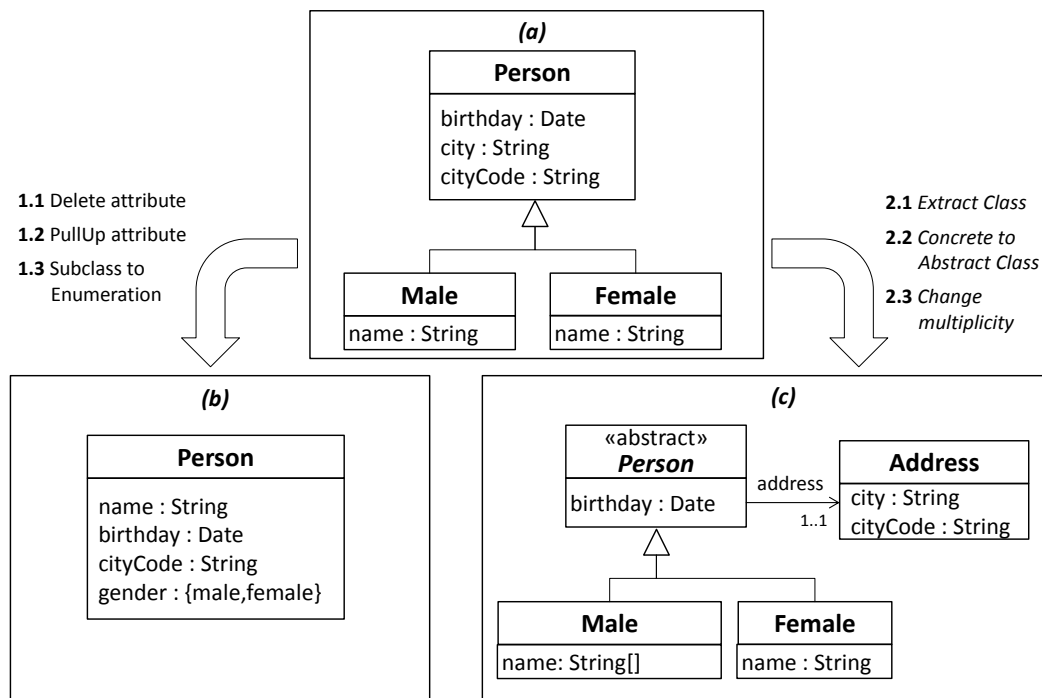 (a)
Person
birthday : Date
city : String
cityCode : String
Male
name : String
Female
name : String
1.1 Delete attribute
1.2 PullUp attribute
1.3 Subclass to
Enumeration
2.1 Extract Class
2.2 Concrete to
Abstract Class
2.3 Change
multiplicity
(b)
Person
name : String
birthday : Date
cityCode : String
gender : {male,female}
(c)
«abstract»
Person
birthday : Date
address
1..1
Address
city : String
cityCode : String
Male
name: String[]
Female
name : String